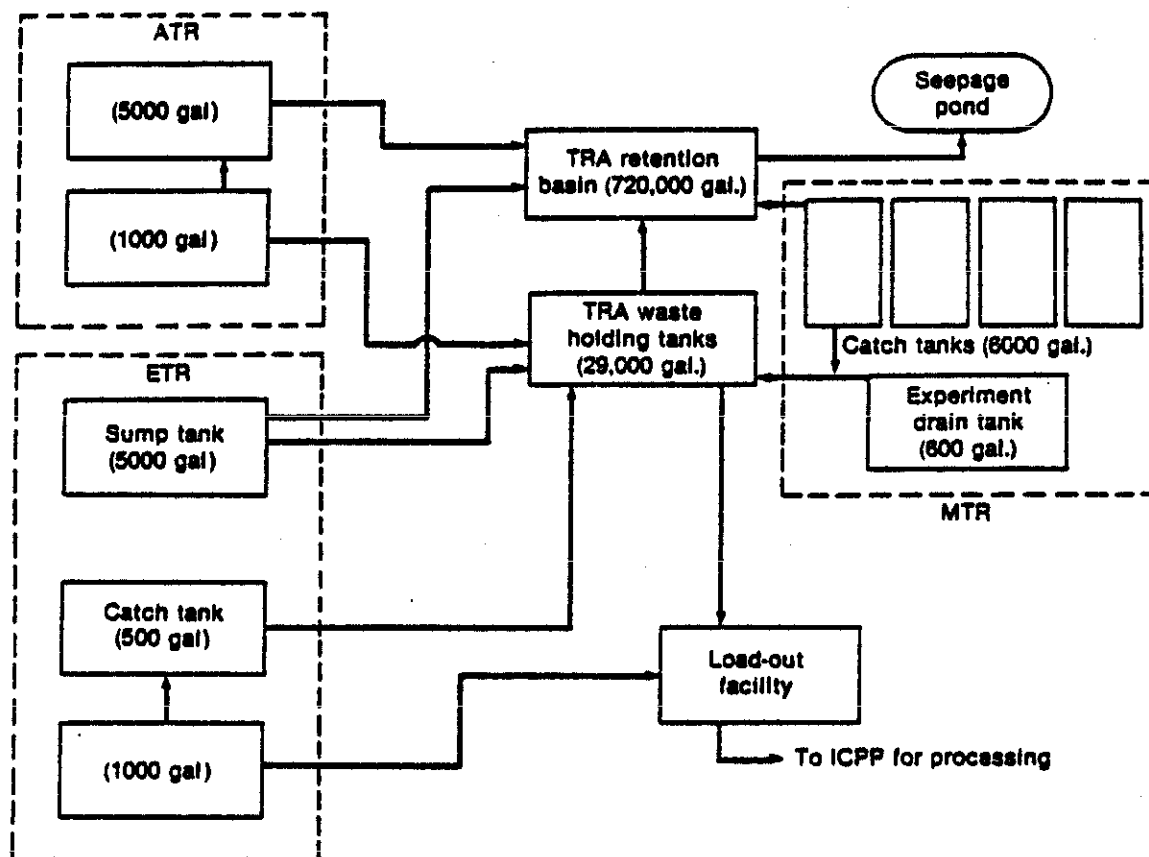 ATR
(5000 gal)
(1000 gal)
ETR
Sump tank
(5000 gal)
Catch tank
(500 gal)
(1000 gal)
TRA retention
basin (720,000 gal.)
TRA waste
holding tanks
(29,000 gal.)
Seepage
pond
Catch tanks (6000 gal.)
Experiment
drain tank
(600 gal.)
MTR
Load-out
facility
To ICPP for processing